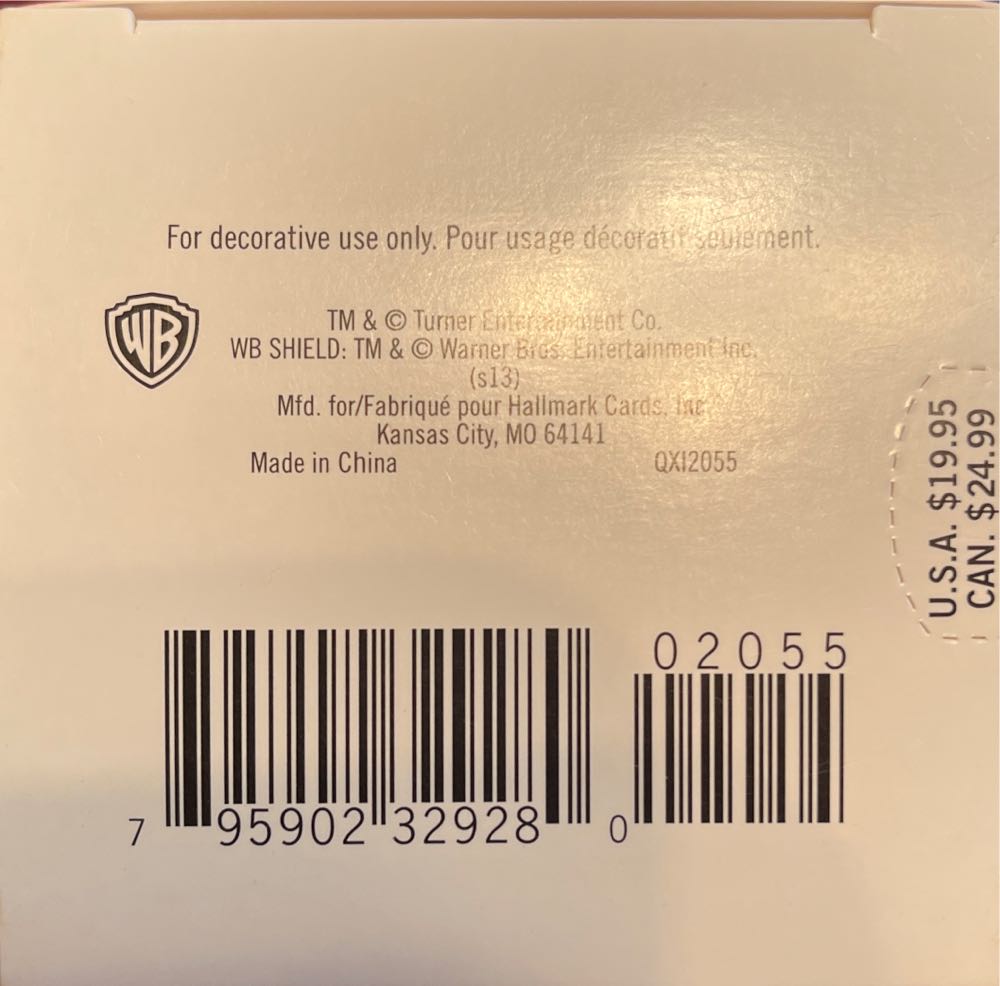 For decorative use only. Pour usage décoratif seulement.
WB
TM & © Turner Entertainment Co.
WB SHIELD: TM & © Warner Bros. Entertainment Inc.
(s13)
Mfd. for/Fabriqué pour Hallmark Cards, Inc
Kansas City, MO 64141
Made in China QXI2055
U.S.A. $19.95
CAN. $24.99
02055
7 95902 32928 0